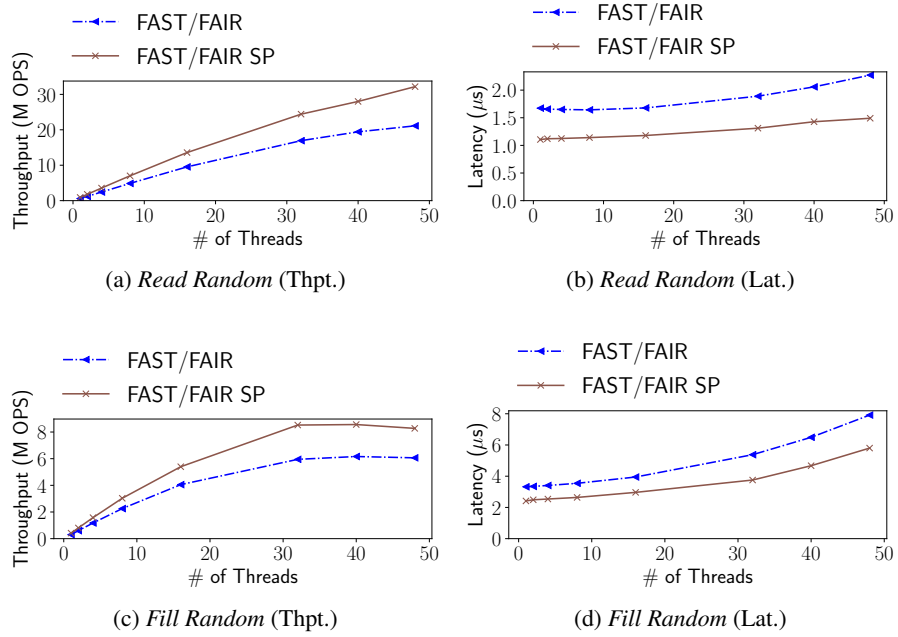 FAST/FAIR
FAST/FAIR SP
Throughput (M OPS)
30
20
10
0
0 10 20 30 40 50
# of Threads
(a) Read Random (Thpt.)
FAST/FAIR
FAST/FAIR SP
Latency (μs)
2.0
1.5
1.0
0.5
0.0
0 10 20 30 40 50
# of Threads
(b) Read Random (Lat.)
FAST/FAIR
FAST/FAIR SP
Throughput (M OPS)
8
6
4
2
0
0 10 20 30 40 50
# of Threads
(c) Fill Random (Thpt.)
FAST/FAIR
FAST/FAIR SP
Latency (μs)
8
6
4
2
0
0 10 20 30 40 50
# of Threads
(d) Fill Random (Lat.)